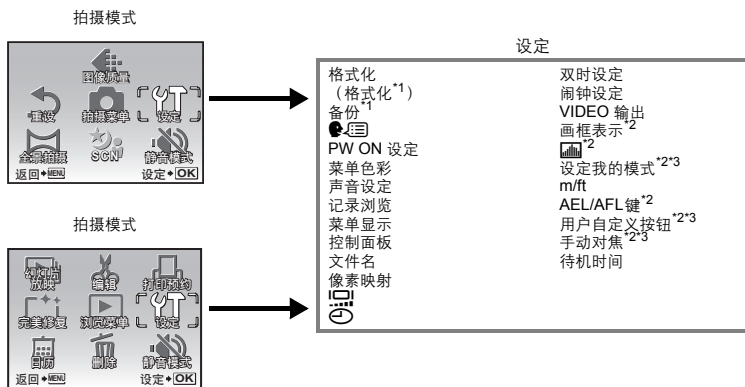 拍摄模式
图像质量
重设
拍摄菜单
设定
全景拍摄
SCN
静音模式
返回 MENU
设定 OK
拍摄模式
幻灯片放映
编辑
打印预约
完美修复
浏览菜单
设定
日历
删除
静音模式
返回 MENU
设定 OK
设定
格式化
（格式化*1）
备份*1
PW ON 设定
菜单色彩
声音设定
记录浏览
菜单显示
控制面板
文件名
像素映射
双时设定
闹钟设定
VIDEO 输出
画框表示*2
*2
设定我的模式*2*3
m/ft
AEL/AFL键*2
用户自定义按钮*2*3
手动对焦*2*3
待机时间